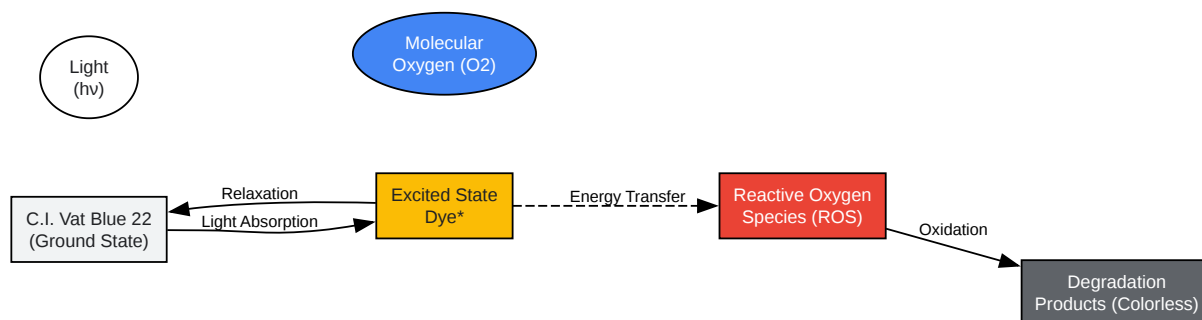 Light
(hν)
Molecular
Oxygen (O2)
C.I. Vat Blue 22
(Ground State)
Relaxation
Light Absorption
Excited State
Dye*
Energy Transfer
Reactive Oxygen
Species (ROS)
Oxidation
Degradation
Products (Colorless)